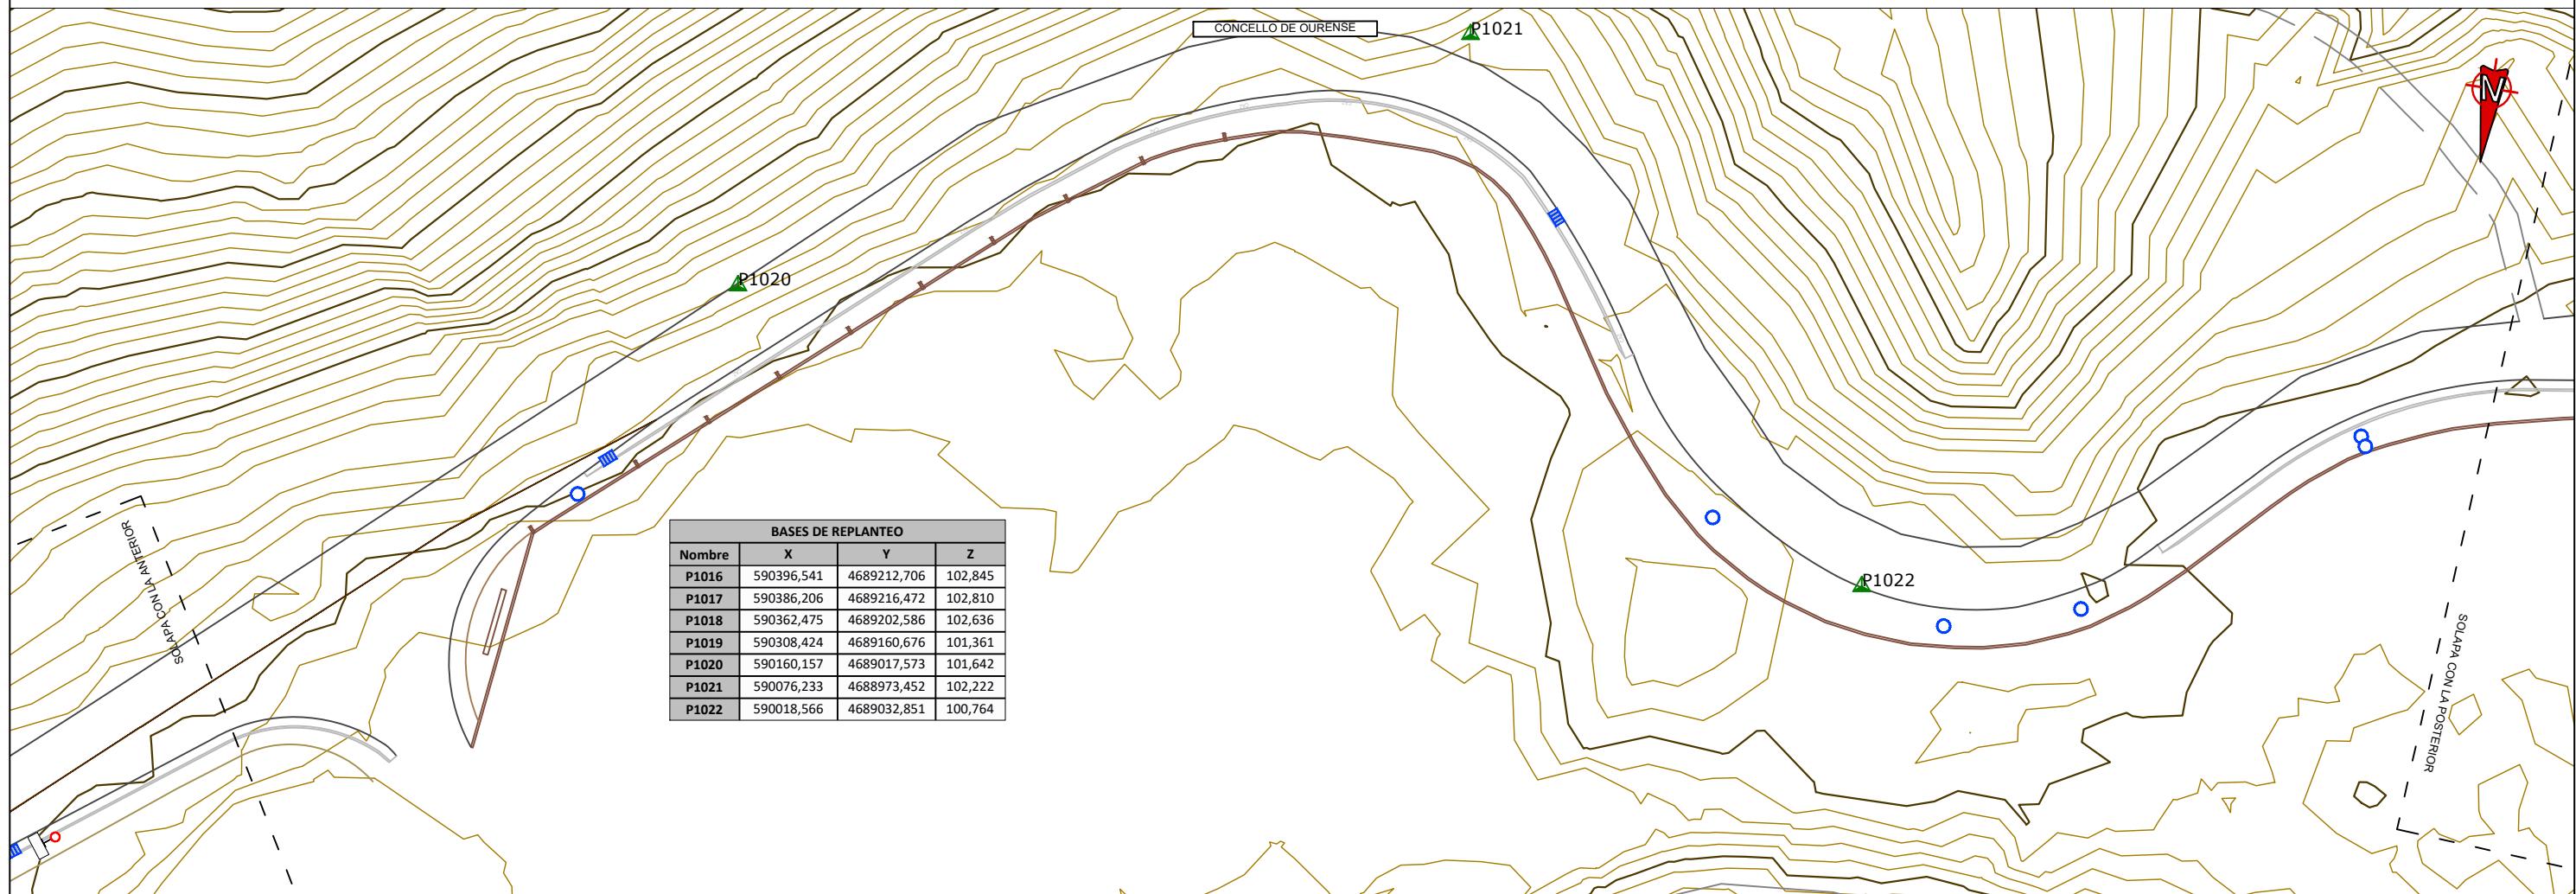 CONCELLO DE OURENSE
P1021
N
P1020
SOLAPA CON LA ANTERIOR
BASES DE REPLANTEO
Nombre X Y Z
P1016 590396,541 4689212,706 102,845
P1017 590386,206 4689216,472 102,810
P1018 590362,475 4689202,586 102,636
P1019 590308,424 4689160,676 101,361
P1020 590160,157 4689017,573 101,642
P1021 590076,233 4688973,452 102,222
P1022 590018,566 4689032,851 100,764
P1022
SOLAPA CON LA POSTERIOR